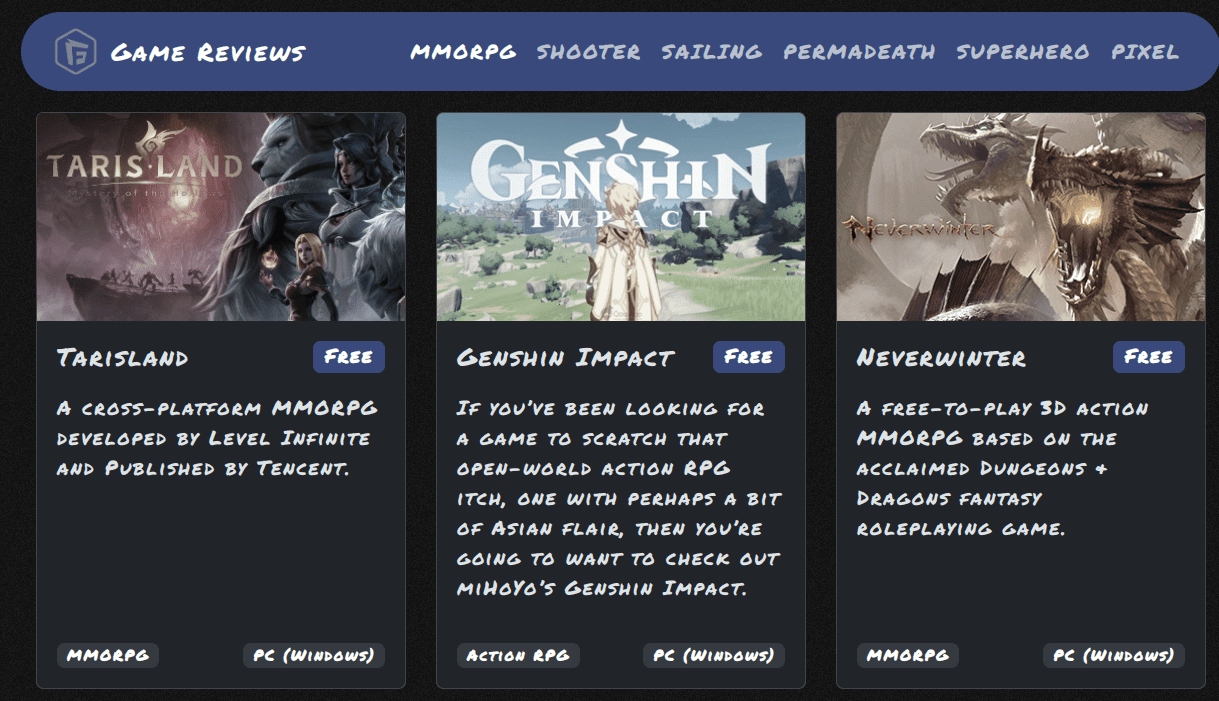 Game Reviews
MMORPG SHOOTER SAILING PERMADEATH SUPERHERO PIXEL
TARIS·LAND
GENSHIN
IMPACT
NEVERWINTER
Tarisland
Free
A cross-platform MMORPG
developed by Level Infinite
and Published by Tencent.
MMORPG
PC (Windows)
Genshin Impact
Free
If you've been looking for
a game to scratch that
open-world action RPG
itch, one with perhaps a bit
of Asian flair, then you're
going to want to check out
miHoYo's Genshin Impact.
Action RPG
PC (Windows)
Neverwinter
Free
A free-to-play 3D action
MMORPG based on the
acclaimed Dungeons &
Dragons fantasy
roleplaying game.
MMORPG
PC (Windows)